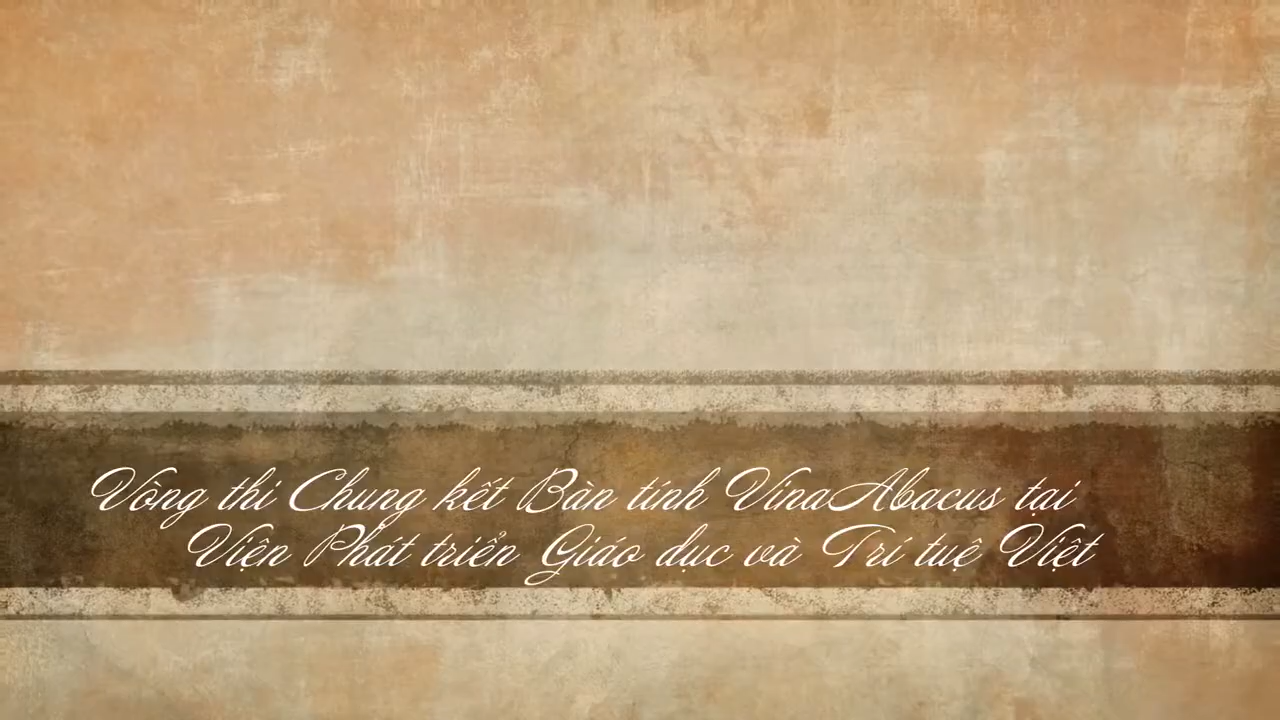 Vòng thi Chung kết Bàn tính VinaAbacus tại
Viện Phát triển Giáo dục và Trí tuệ Việt